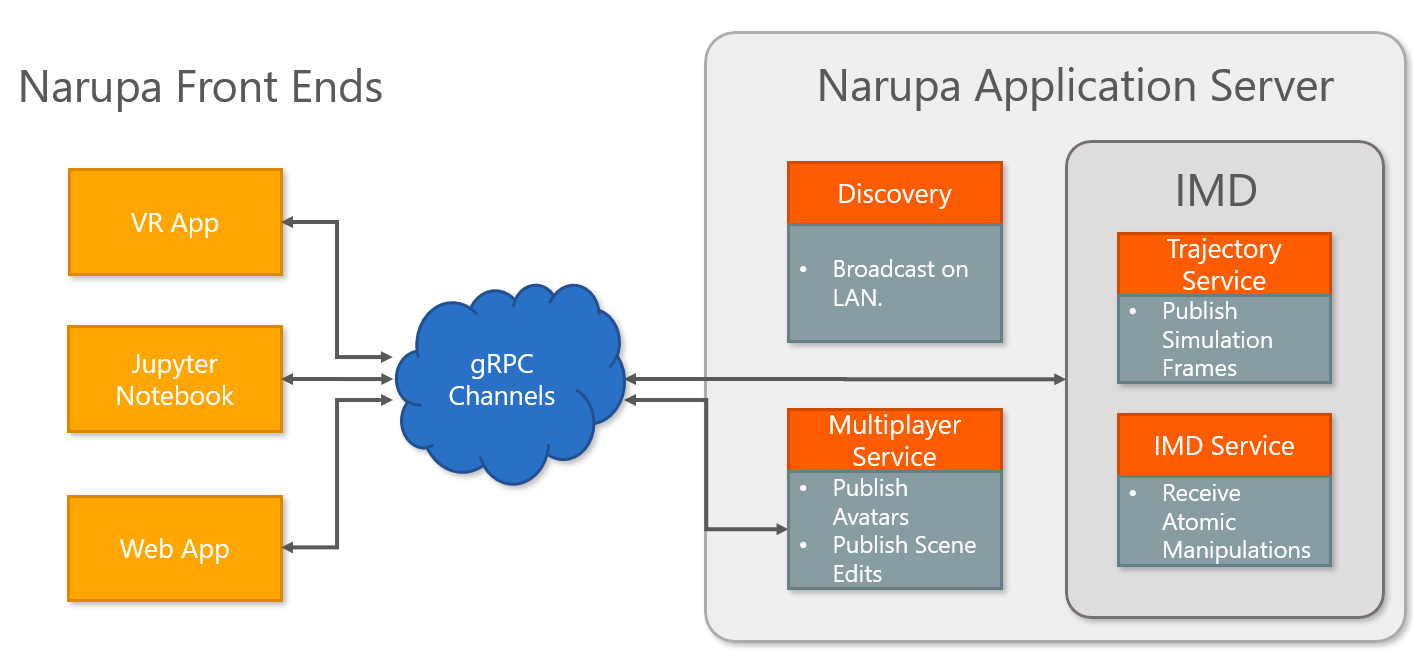 Narupa Front Ends
VR App
Jupyter
Notebook
Web App
gRPC
Channels
Narupa Application Server
Discovery
• Broadcast on
LAN.
Multiplayer
Service
• Publish
Avatars
• Publish Scene
Edits
IMD
Trajectory
Service
• Publish
Simulation
Frames
IMD Service
• Receive
Atomic
Manipulations